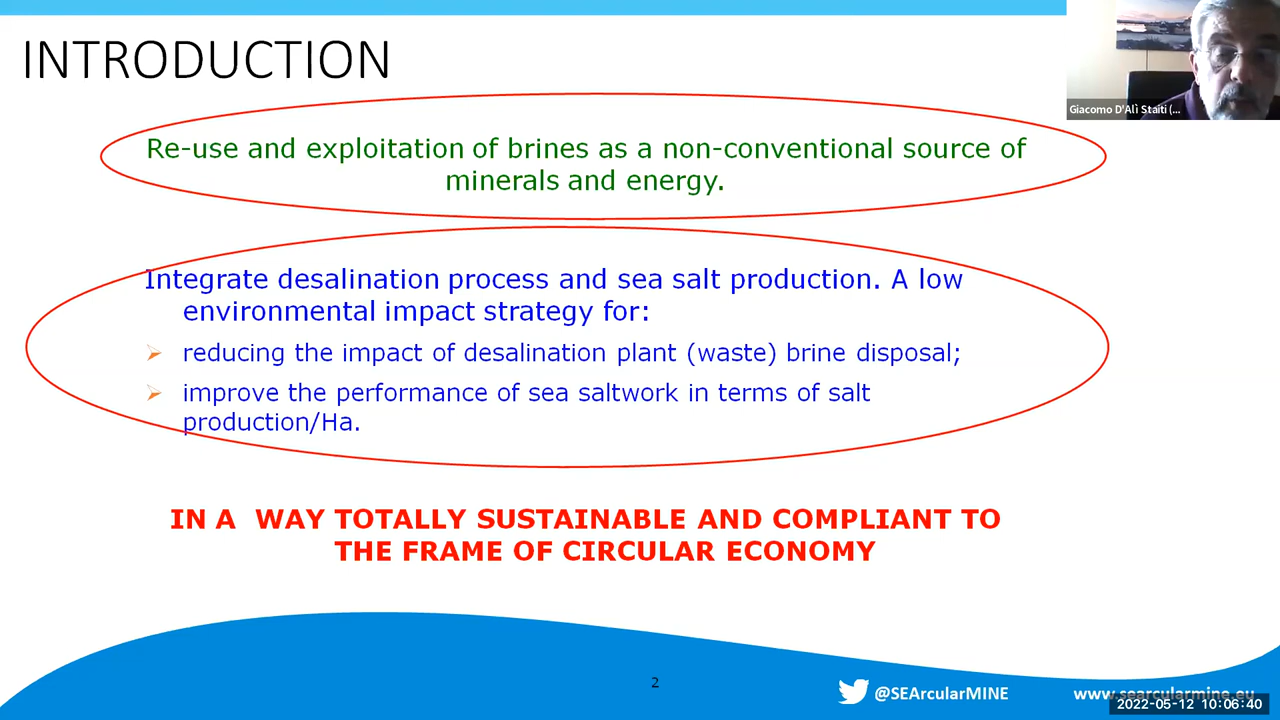 INTRODUCTION
Giacomo D'Alì Staiti (...
Re-use and exploitation of brines as a non-conventional source of
minerals and energy.
Integrate desalination process and sea salt production. A low
environmental impact strategy for:
reducing the impact of desalination plant (waste) brine disposal;
improve the performance of sea saltwork in terms of salt
production/Ha.
IN A WAY TOTALLY SUSTAINABLE AND COMPLIANT TO
THE FRAME OF CIRCULAR ECONOMY
2
@SEArcularMINE
www.searcularmine.eu
2022-05-12 10:06:40